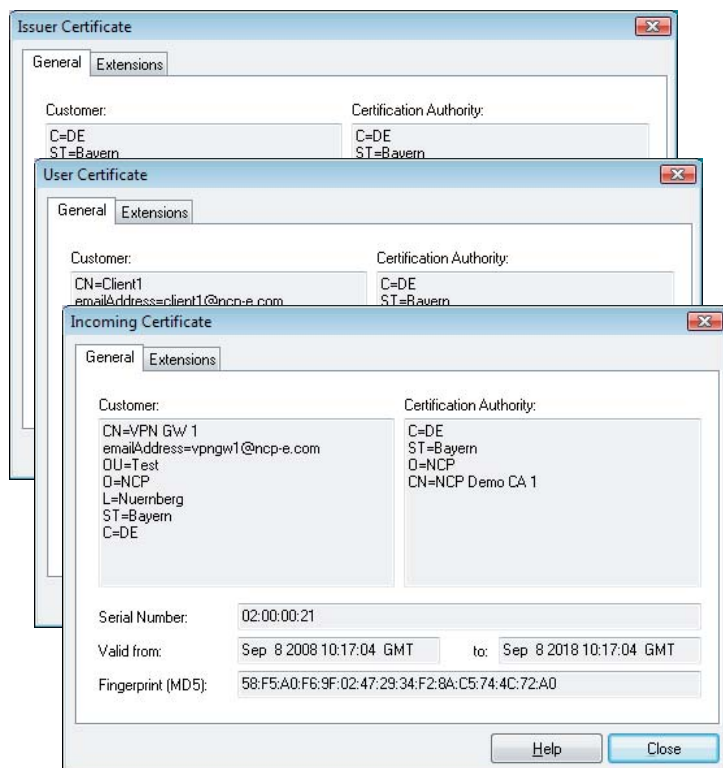 Issuer Certificate
General Extensions
Customer: Certification Authority:
C=DE C=DE
ST=Bayern ST=Bayern
User Certificate
General Extensions
Customer: Certification Authority:
CN=Client1 C=DE
emailAddress=client1@ncp-e.com ST=Bayern
Incoming Certificate
General Extensions
Customer: Certification Authority:
CN=VPN GW 1 C=DE
emailAddress=vpngw1@ncp-e.com ST=Bayern
OU=Test O=NCP
O=NCP CN=NCP Demo CA 1
L=Nuernberg
ST=Bayern
C=DE
Serial Number: 02:00:00:21
Valid from: Sep 8 2008 10:17:04 GMT to: Sep 8 2018 10:17:04 GMT
Fingerprint (MD5): 58:F5:A0:F6:9F:02:47:29:34:F2:8A:C5:74:4C:72:A0
Help Close